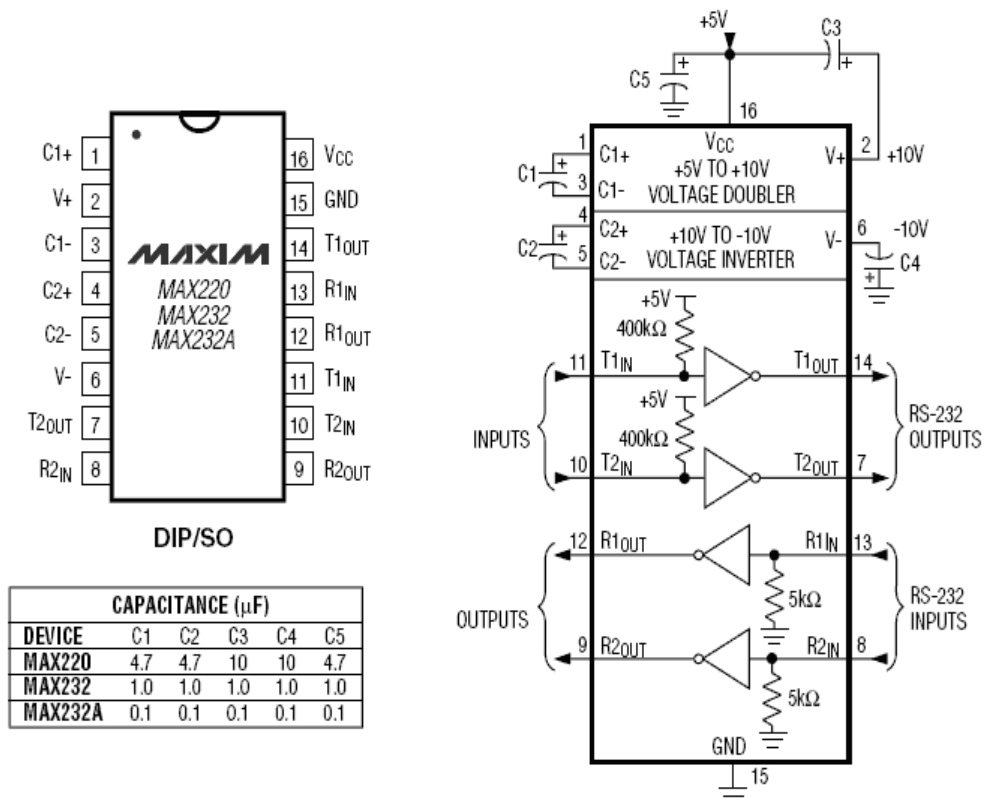 C1+ 1
V+ 2
C1- 3
C2+ 4
C2- 5
V- 6
T2OUT 7
R2IN 8
16 VCC
15 GND
14 T1OUT
13 R1IN
12 R1OUT
11 T1IN
10 T2IN
9 R2OUT
MAXIM
MAX220
MAX232
MAX232A
DIP/SO
CAPACITANCE (μF)
DEVICE C1 C2 C3 C4 C5
MAX220 4.7 4.7 10 10 4.7
MAX232 1.0 1.0 1.0 1.0 1.0
MAX232A 0.1 0.1 0.1 0.1 0.1
+5V
C3
+
C5 +
16
VCC
1 C1+
C1 +
3 C1-
+5V TO +10V
VOLTAGE DOUBLER
V+ 2 +10V
4 C2+
C2 +
5 C2-
+10V TO -10V
VOLTAGE INVERTER
V- 6 -10V
+ C4
+5V
400kΩ
11 T1IN
T1OUT 14
+5V
400kΩ
INPUTS
RS-232
OUTPUTS
10 T2IN
T2OUT 7
12 R1OUT
R1IN 13
5kΩ
OUTPUTS
RS-232
INPUTS
9 R2OUT
R2IN 8
5kΩ
GND
15